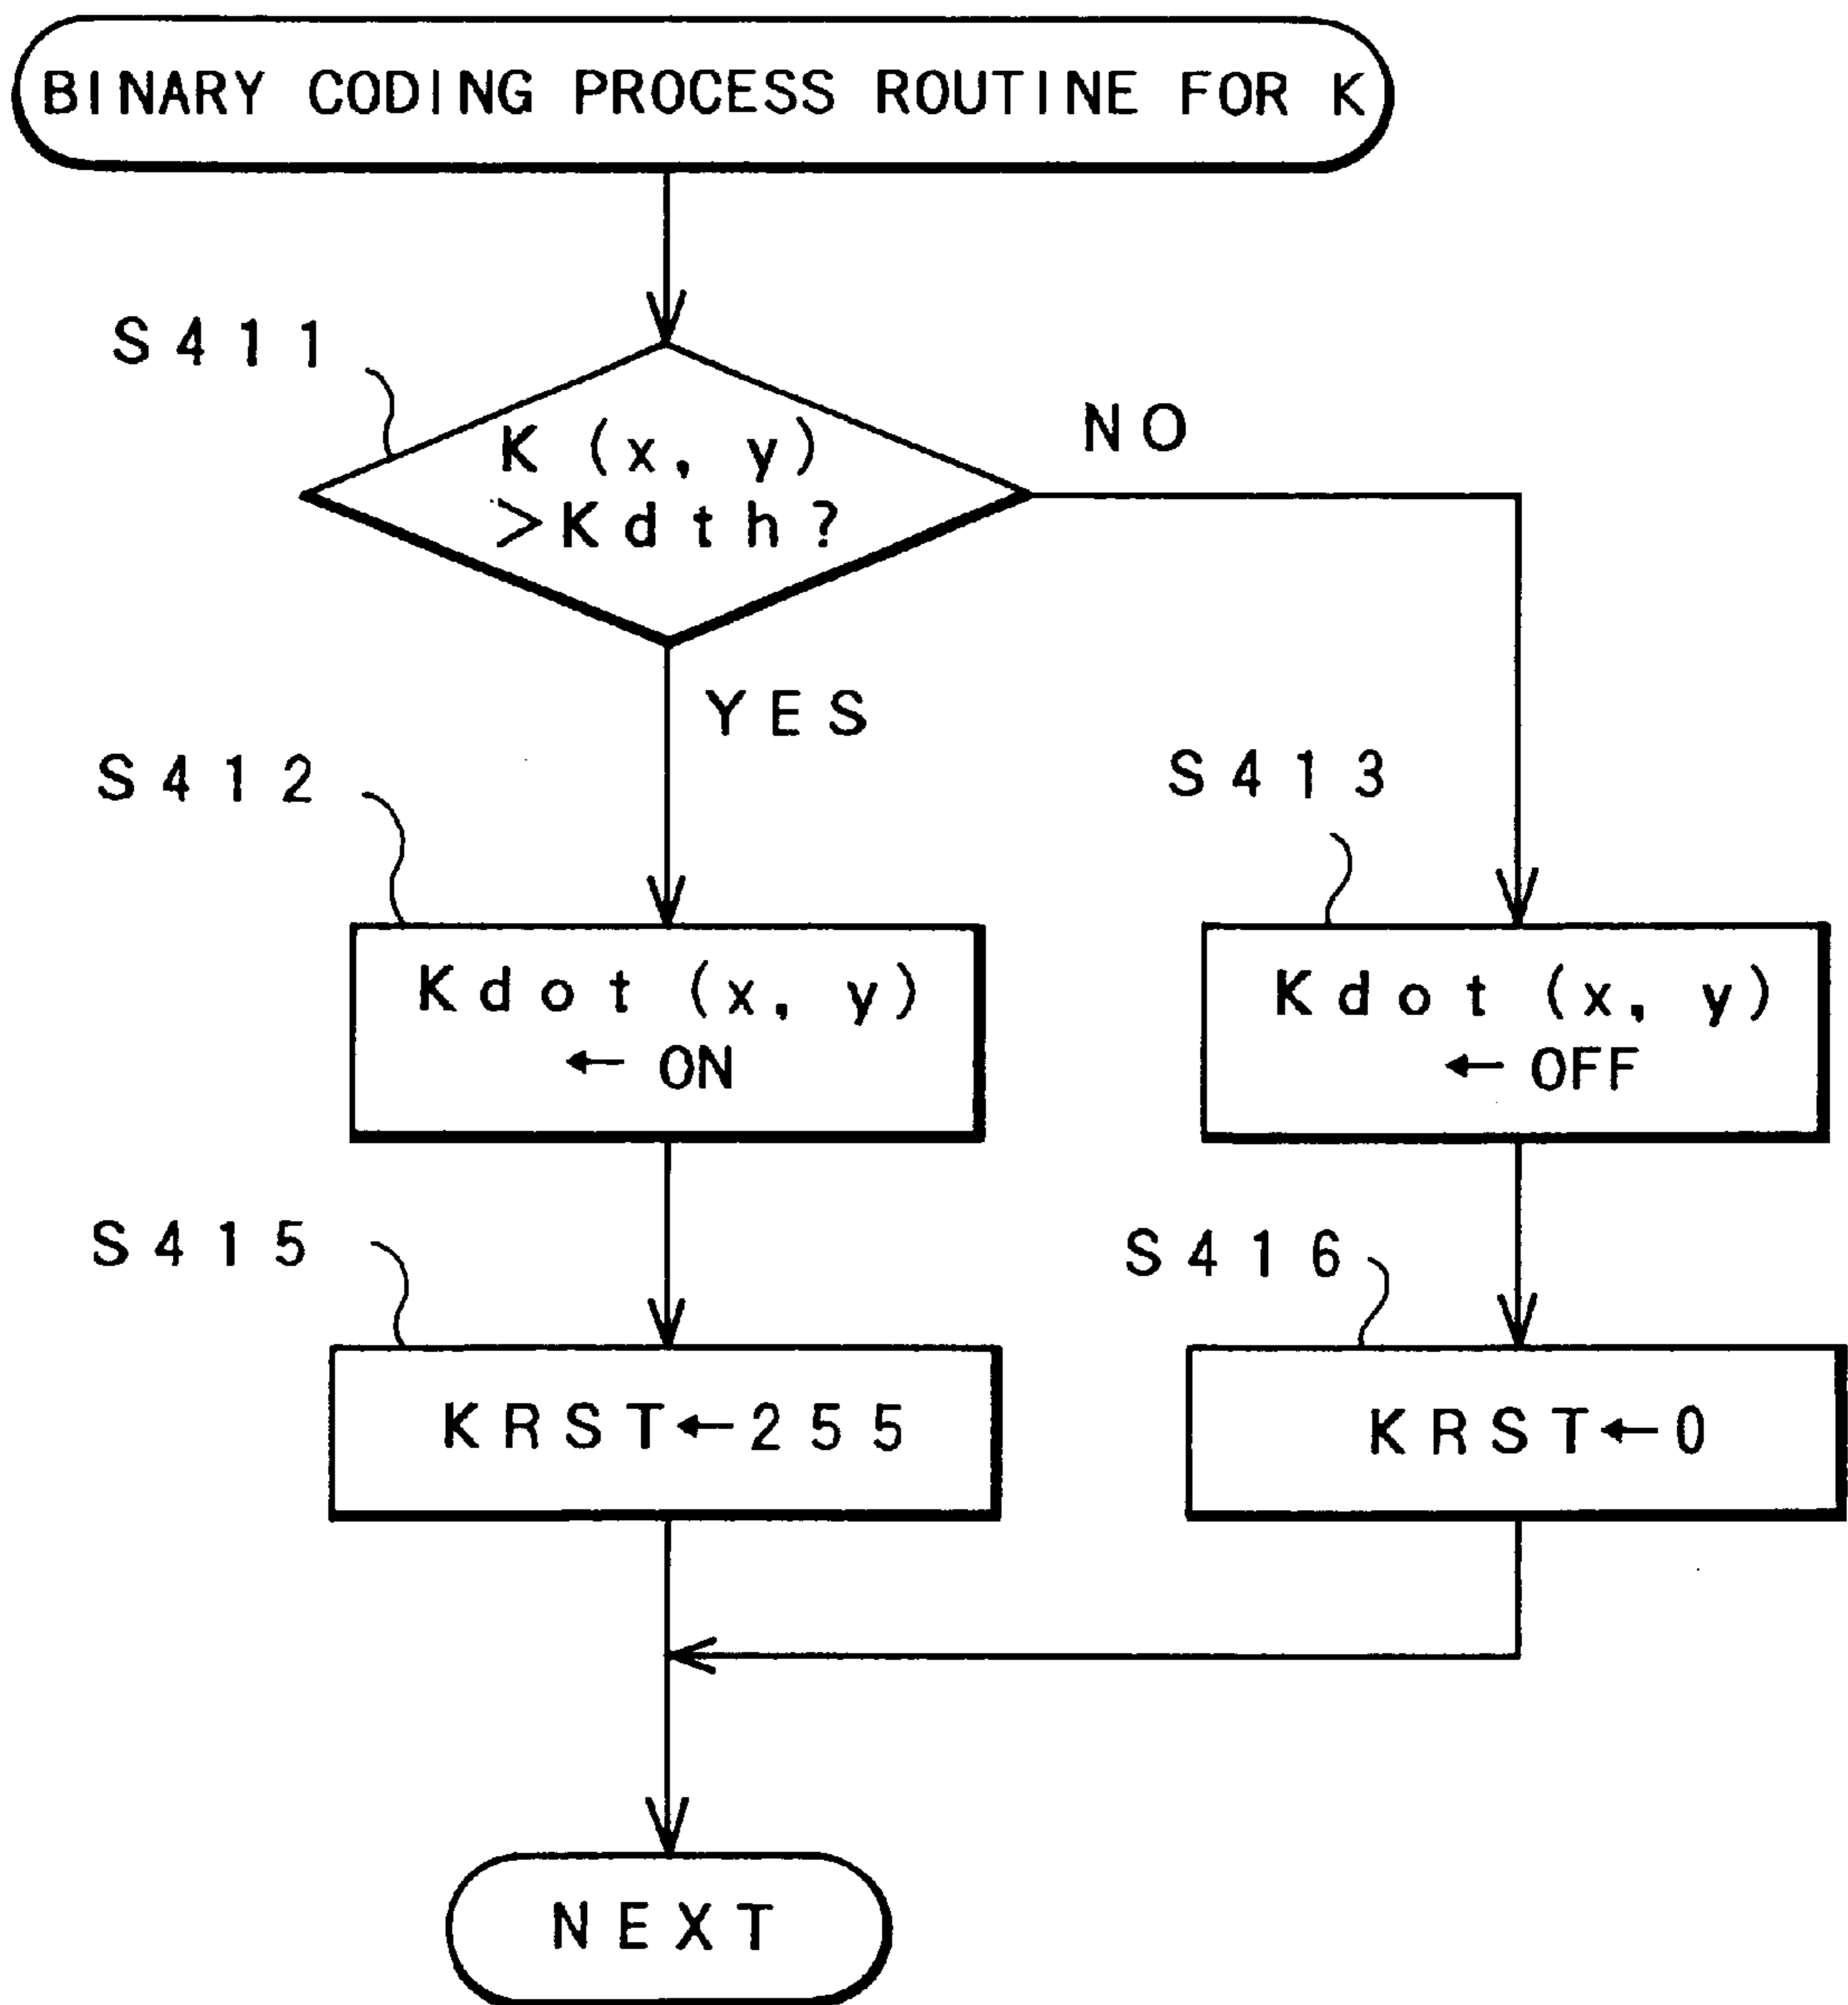 BINARY CODING PROCESS ROUTINE FOR K
S411
K (x, y)
>Kdth?
NO
YES
S412
S413
Kdot (x, y)
← ON
Kdot (x, y)
← OFF
S415
S416
KRST←255
KRST←0
NEXT